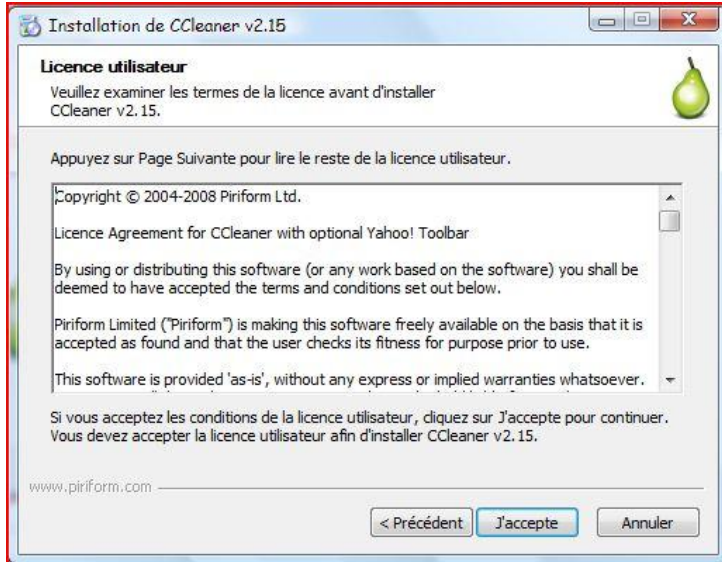 Installation de CCleaner v2.15
Licence utilisateur
Veuillez examiner les termes de la licence avant d'installer
CCleaner v2.15.
Appuyez sur Page Suivante pour lire le reste de la licence utilisateur.
Copyright © 2004-2008 Piriform Ltd.
Licence Agreement for CCleaner with optional Yahoo! Toolbar
By using or distributing this software (or any work based on the software) you shall be
deemed to have accepted the terms and conditions set out below.
Piriform Limited ("Piriform") is making this software freely available on the basis that it is
accepted as found and that the user checks its fitness for purpose prior to use.
This software is provided 'as-is', without any express or implied warranties whatsoever.
Si vous acceptez les conditions de la licence utilisateur, cliquez sur J'accepte pour continuer.
Vous devez accepter la licence utilisateur afin d'installer CCleaner v2.15.
www.piriform.com
< Précédent
J'accepte
Annuler